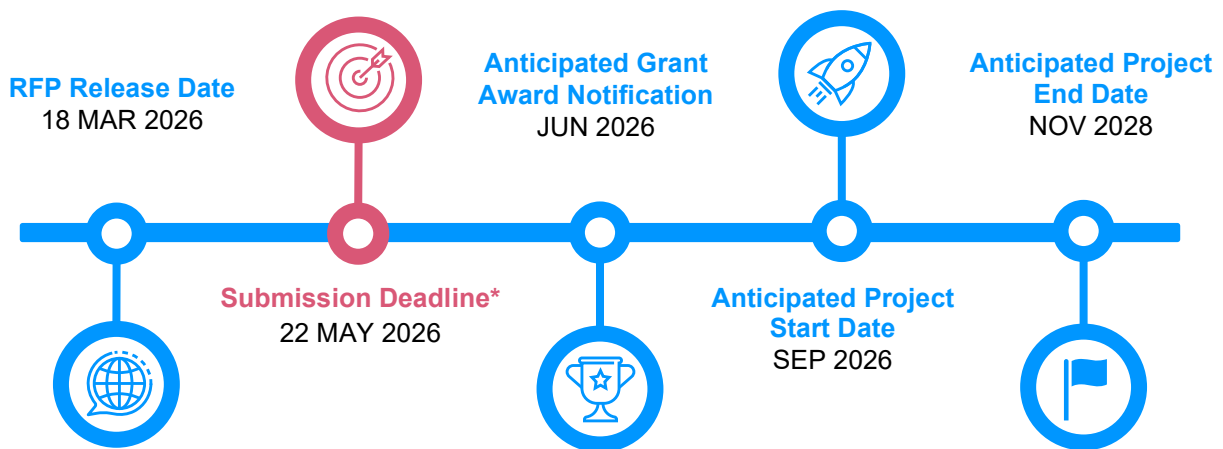 RFP Release Date
18 MAR 2026
Submission Deadline*
22 MAY 2026
Anticipated Grant
Award Notification
JUN 2026
Anticipated Project
Start Date
SEP 2026
Anticipated Project
End Date
NOV 2028